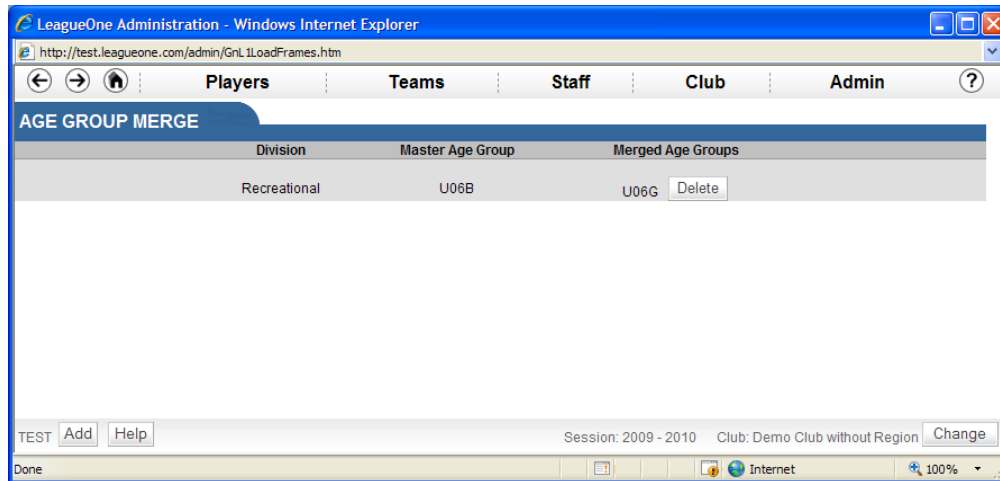 LeagueOne Administration - Windows Internet Explorer
http://test.leagueone.com/admin/GnL1LoadFrames.htm
Players Teams Staff Club Admin ?
AGE GROUP MERGE
Division Master Age Group Merged Age Groups
Recreational U06B U06G Delete
TEST Add Help Session: 2009 - 2010 Club: Demo Club without Region Change
Done Internet 100%